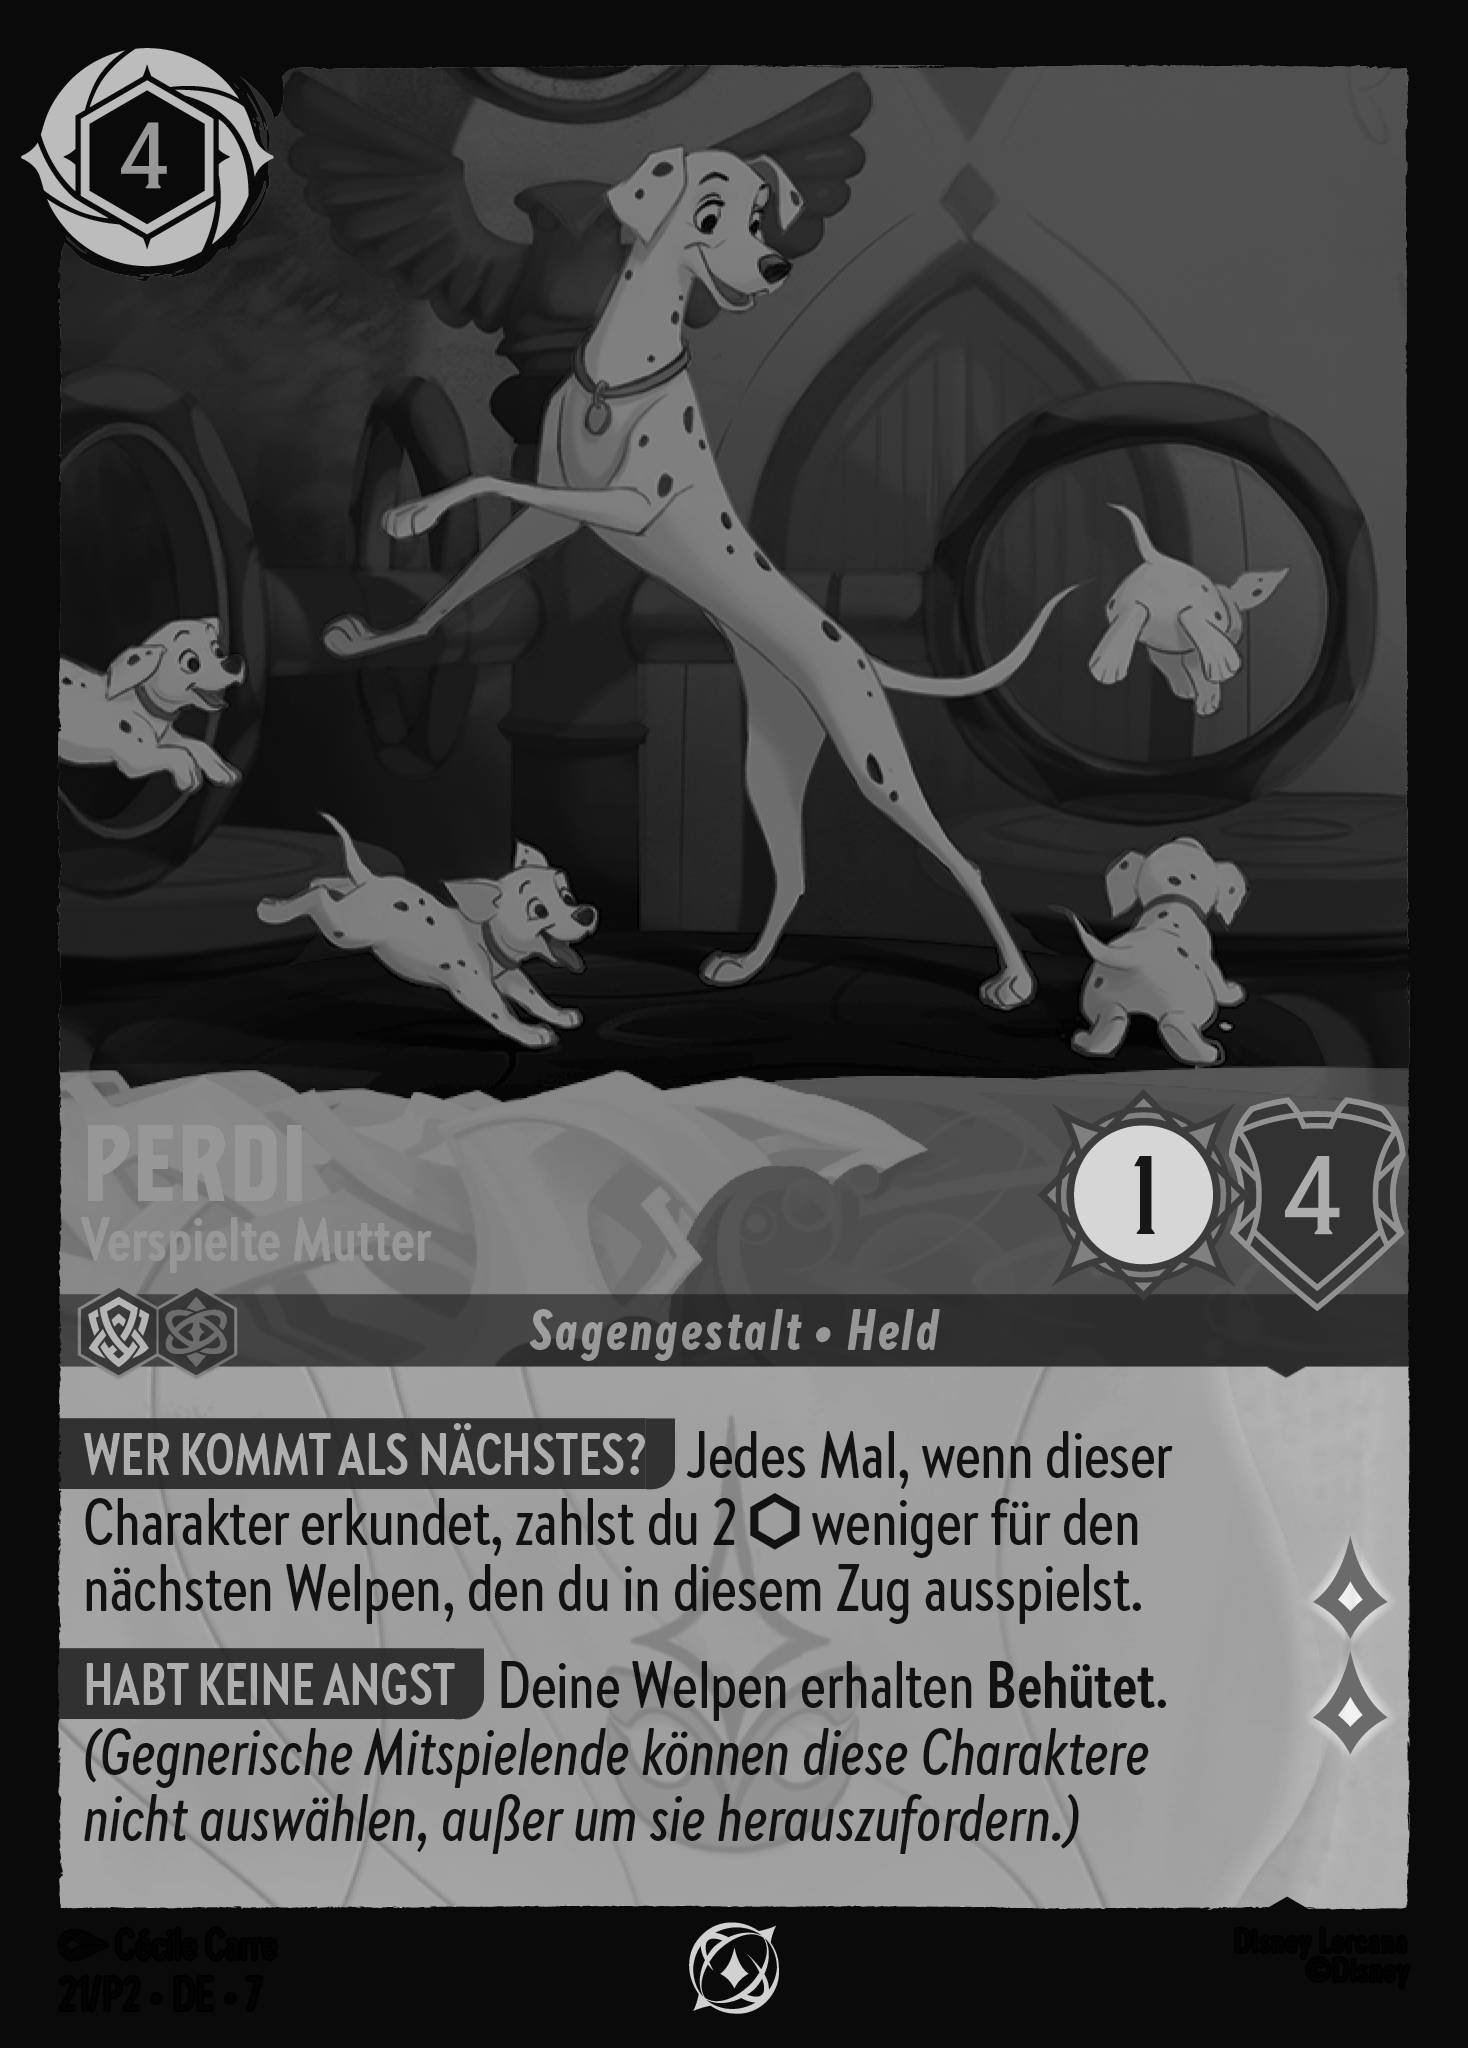 4
PERDI
Verspielte Mutter
1
4
Sagengestalt • Held
WER KOMMT ALS NÄCHSTES? Jedes Mal, wenn dieser
Charakter erkundet, zahlst du 2 ⬡ weniger für den
nächsten Welpen, den du in diesem Zug ausspielst.
HABT KEINE ANGST Deine Welpen erhalten Behütet.
(Gegnerische Mitspielende können diese Charaktere
nicht auswählen, außer um sie herauszufordern.)
Cécile Carre
Disney Lorcana
21/P2 • DE • 7
©Disney